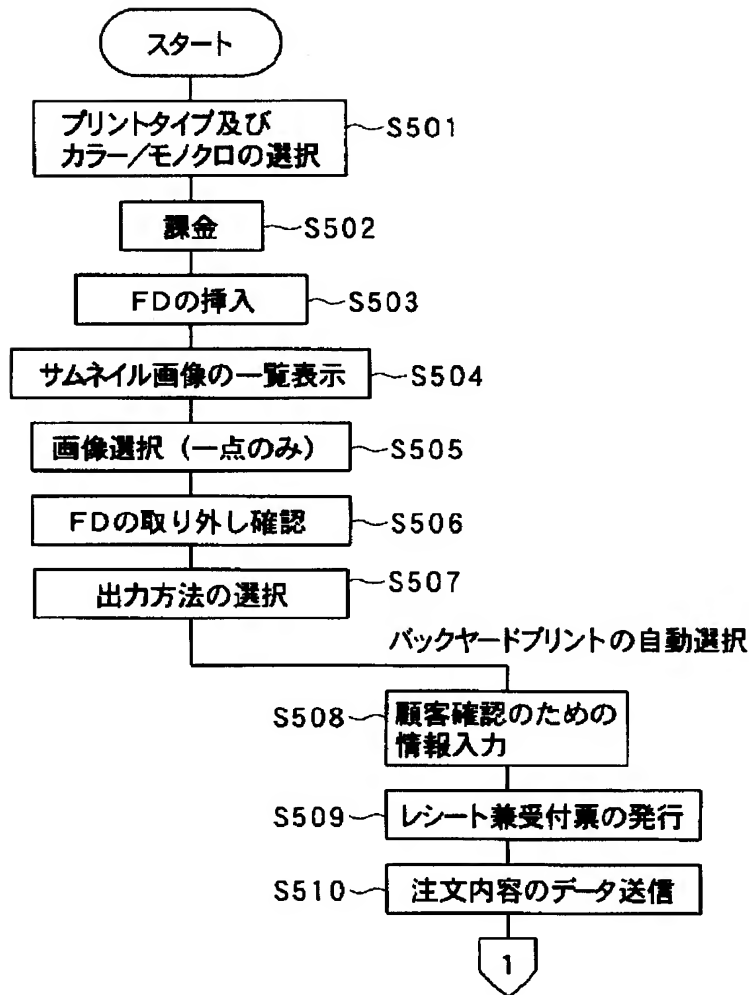 スタート
プリントタイプ及び
カラー/モノクロの選択
S501
課金
S502
FDの挿入
S503
サムネイル画像の一覧表示
S504
画像選択（一点のみ）
S505
FDの取り外し確認
S506
出力方法の選択
S507
バックヤードプリントの自動選択
S508
顧客確認のための
情報入力
S509
レシート兼受付票の発行
S510
注文内容のデータ送信
1